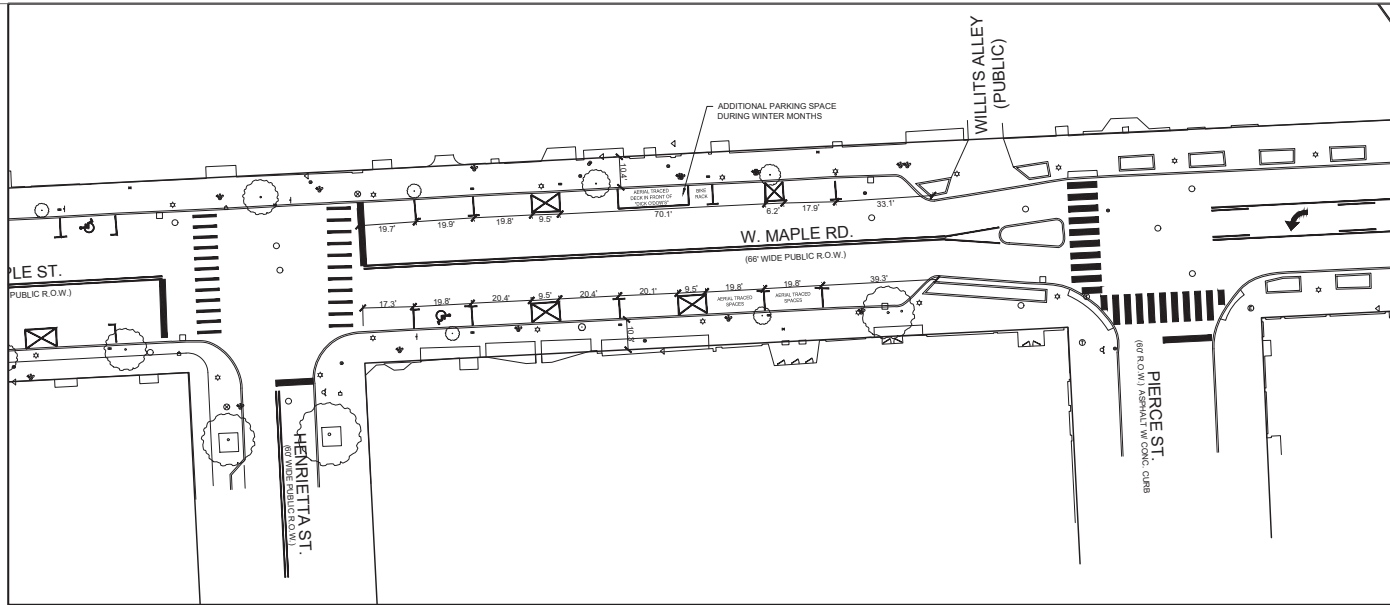 WILLITS ALLEY
(PUBLIC)
ADDITIONAL PARKING SPACE
DURING WINTER MONTHS
10.4'
AERIAL TRACED
DECK IN FRONT OF
BIKE
RACK
19.7'
19.9'
19.8'
9.5'
70.1'
6.2'
17.9'
33.1'
W. MAPLE RD.
(66' WIDE PUBLIC R.O.W.)
PLE ST.
PUBLIC R.O.W.)
17.3'
19.8'
20.4'
9.5'
20.4'
20.1'
9.5'
19.8'
19.8'
39.3'
AERIAL TRACED
SPACES
AERIAL TRACED
SPACES
HENRIETTA ST.
(60' WIDE PUBLIC R.O.W.)
PIERCE ST.
(60' R.O.W.) ASPHALT W/ CONC. CURB